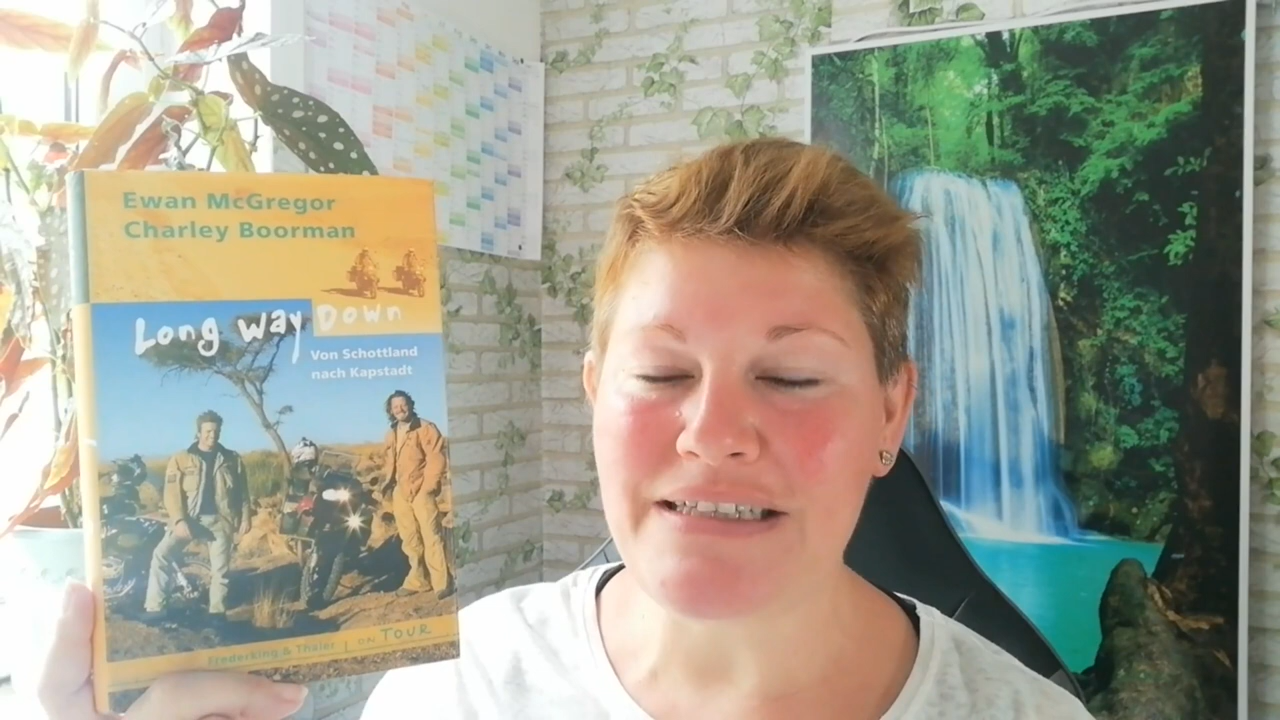 Ewan McGregor
Charley Boorman
Long Way Down
Von Schottland
nach Kapstadt
Frederking & Thaler | ON TOUR